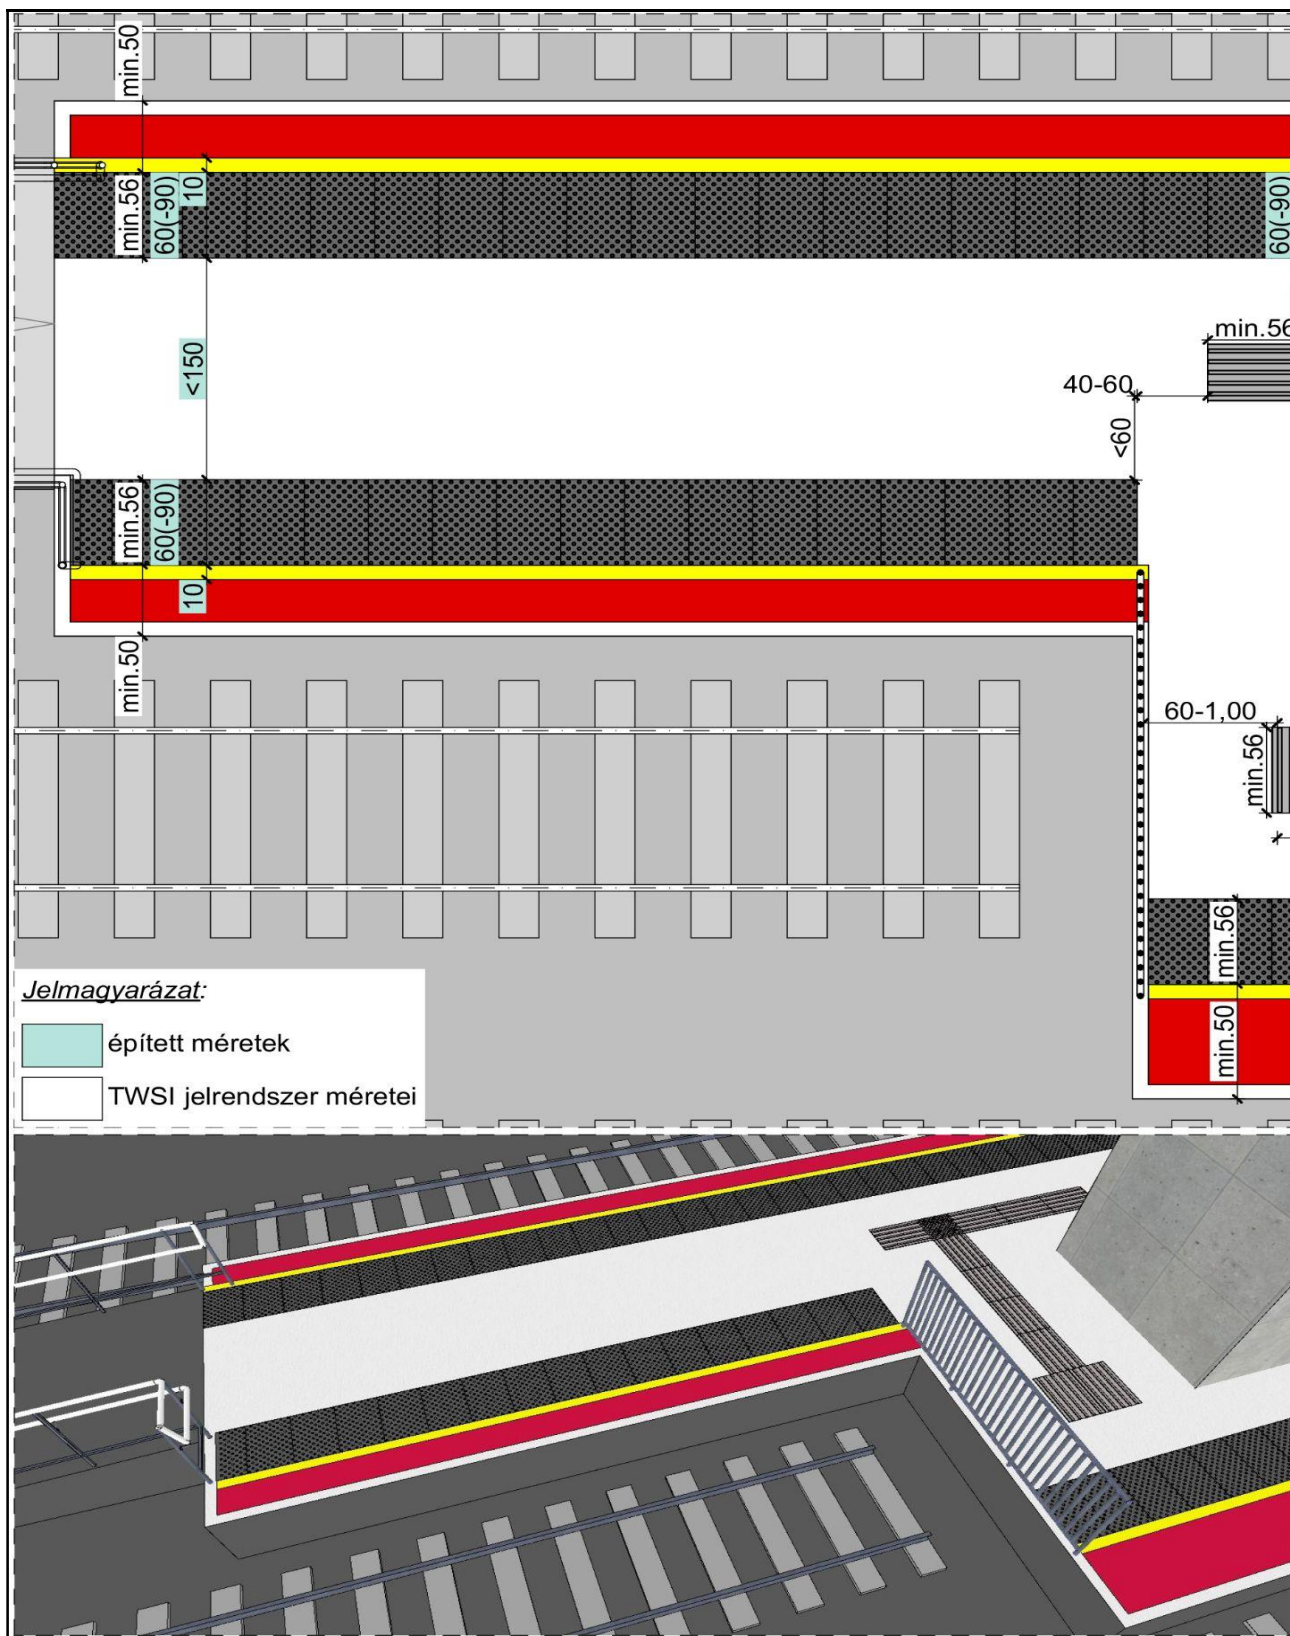 min.50
min.56
60(-90)
10
60(-90)
<150
min.56
40-60
<60
min.56
60(-90)
10
min.50
60-1,00
min.56
min.56
min.50
Jelmagyarázat:
épített méretek
TWSI jelrendszer méretei